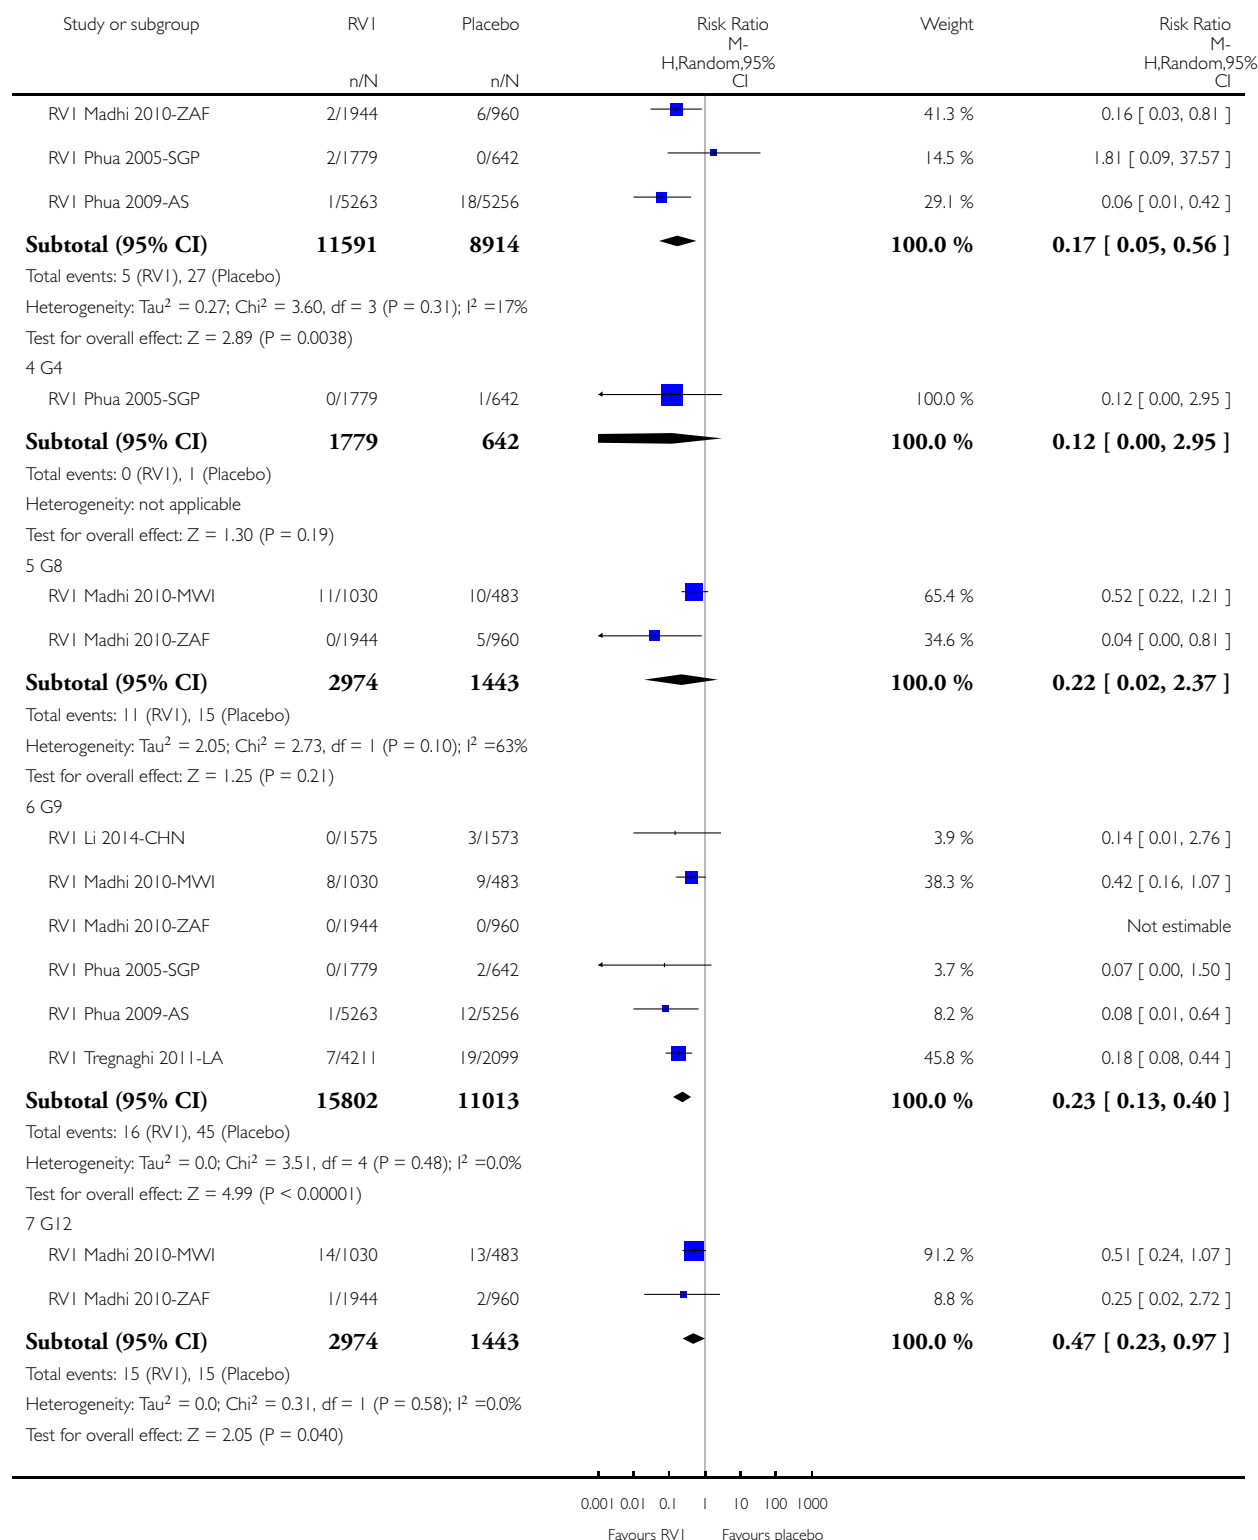 Study or subgroup RV1 Placebo Risk Ratio Weight Risk Ratio
M- M-
H,Random,95% H,Random,95%
n/N n/N CI CI
RV1 Madhi 2010-ZAF 2/1944 6/960 41.3 % 0.16 [ 0.03, 0.81 ]
RV1 Phua 2005-SGP 2/1779 0/642 14.5 % 1.81 [ 0.09, 37.57 ]
RV1 Phua 2009-AS 1/5263 18/5256 29.1 % 0.06 [ 0.01, 0.42 ]
Subtotal (95% CI) 11591 8914 100.0 % 0.17 [ 0.05, 0.56 ]
Total events: 5 (RV1), 27 (Placebo)
Heterogeneity: Tau² = 0.27; Chi² = 3.60, df = 3 (P = 0.31); I² =17%
Test for overall effect: Z = 2.89 (P = 0.0038)
4 G4
RV1 Phua 2005-SGP 0/1779 1/642 100.0 % 0.12 [ 0.00, 2.95 ]
Subtotal (95% CI) 1779 642 100.0 % 0.12 [ 0.00, 2.95 ]
Total events: 0 (RV1), 1 (Placebo)
Heterogeneity: not applicable
Test for overall effect: Z = 1.30 (P = 0.19)
5 G8
RV1 Madhi 2010-MWI 11/1030 10/483 65.4 % 0.52 [ 0.22, 1.21 ]
RV1 Madhi 2010-ZAF 0/1944 5/960 34.6 % 0.04 [ 0.00, 0.81 ]
Subtotal (95% CI) 2974 1443 100.0 % 0.22 [ 0.02, 2.37 ]
Total events: 11 (RV1), 15 (Placebo)
Heterogeneity: Tau² = 2.05; Chi² = 2.73, df = 1 (P = 0.10); I² =63%
Test for overall effect: Z = 1.25 (P = 0.21)
6 G9
RV1 Li 2014-CHN 0/1575 3/1573 3.9 % 0.14 [ 0.01, 2.76 ]
RV1 Madhi 2010-MWI 8/1030 9/483 38.3 % 0.42 [ 0.16, 1.07 ]
RV1 Madhi 2010-ZAF 0/1944 0/960 Not estimable
RV1 Phua 2005-SGP 0/1779 2/642 3.7 % 0.07 [ 0.00, 1.50 ]
RV1 Phua 2009-AS 1/5263 12/5256 8.2 % 0.08 [ 0.01, 0.64 ]
RV1 Tregnaghi 2011-LA 7/4211 19/2099 45.8 % 0.18 [ 0.08, 0.44 ]
Subtotal (95% CI) 15802 11013 100.0 % 0.23 [ 0.13, 0.40 ]
Total events: 16 (RV1), 45 (Placebo)
Heterogeneity: Tau² = 0.0; Chi² = 3.51, df = 4 (P = 0.48); I² =0.0%
Test for overall effect: Z = 4.99 (P < 0.00001)
7 G12
RV1 Madhi 2010-MWI 14/1030 13/483 91.2 % 0.51 [ 0.24, 1.07 ]
RV1 Madhi 2010-ZAF 1/1944 2/960 8.8 % 0.25 [ 0.02, 2.72 ]
Subtotal (95% CI) 2974 1443 100.0 % 0.47 [ 0.23, 0.97 ]
Total events: 15 (RV1), 15 (Placebo)
Heterogeneity: Tau² = 0.0; Chi² = 0.31, df = 1 (P = 0.58); I² =0.0%
Test for overall effect: Z = 2.05 (P = 0.040)
0.001 0.01 0.1 1 10 100 1000
Favours RV1 Favours placebo